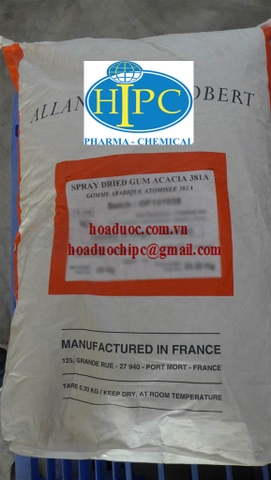 ALLAN OBERT
HIPC
PHARMA - CHEMICAL
SPRAY DRIED GUM ACACIA 381A
GOMME ARABIQUE ATOMISEE 381A
hoaduoc.com.vn
hoaduochipc@gmail.com
MANUFACTURED IN FRANCE
125, GRANDE RUE - 27 940 - PORT MORT - FRANCE
TARE 0.20 KG / KEEP DRY, AT ROOM TEMPERATURE